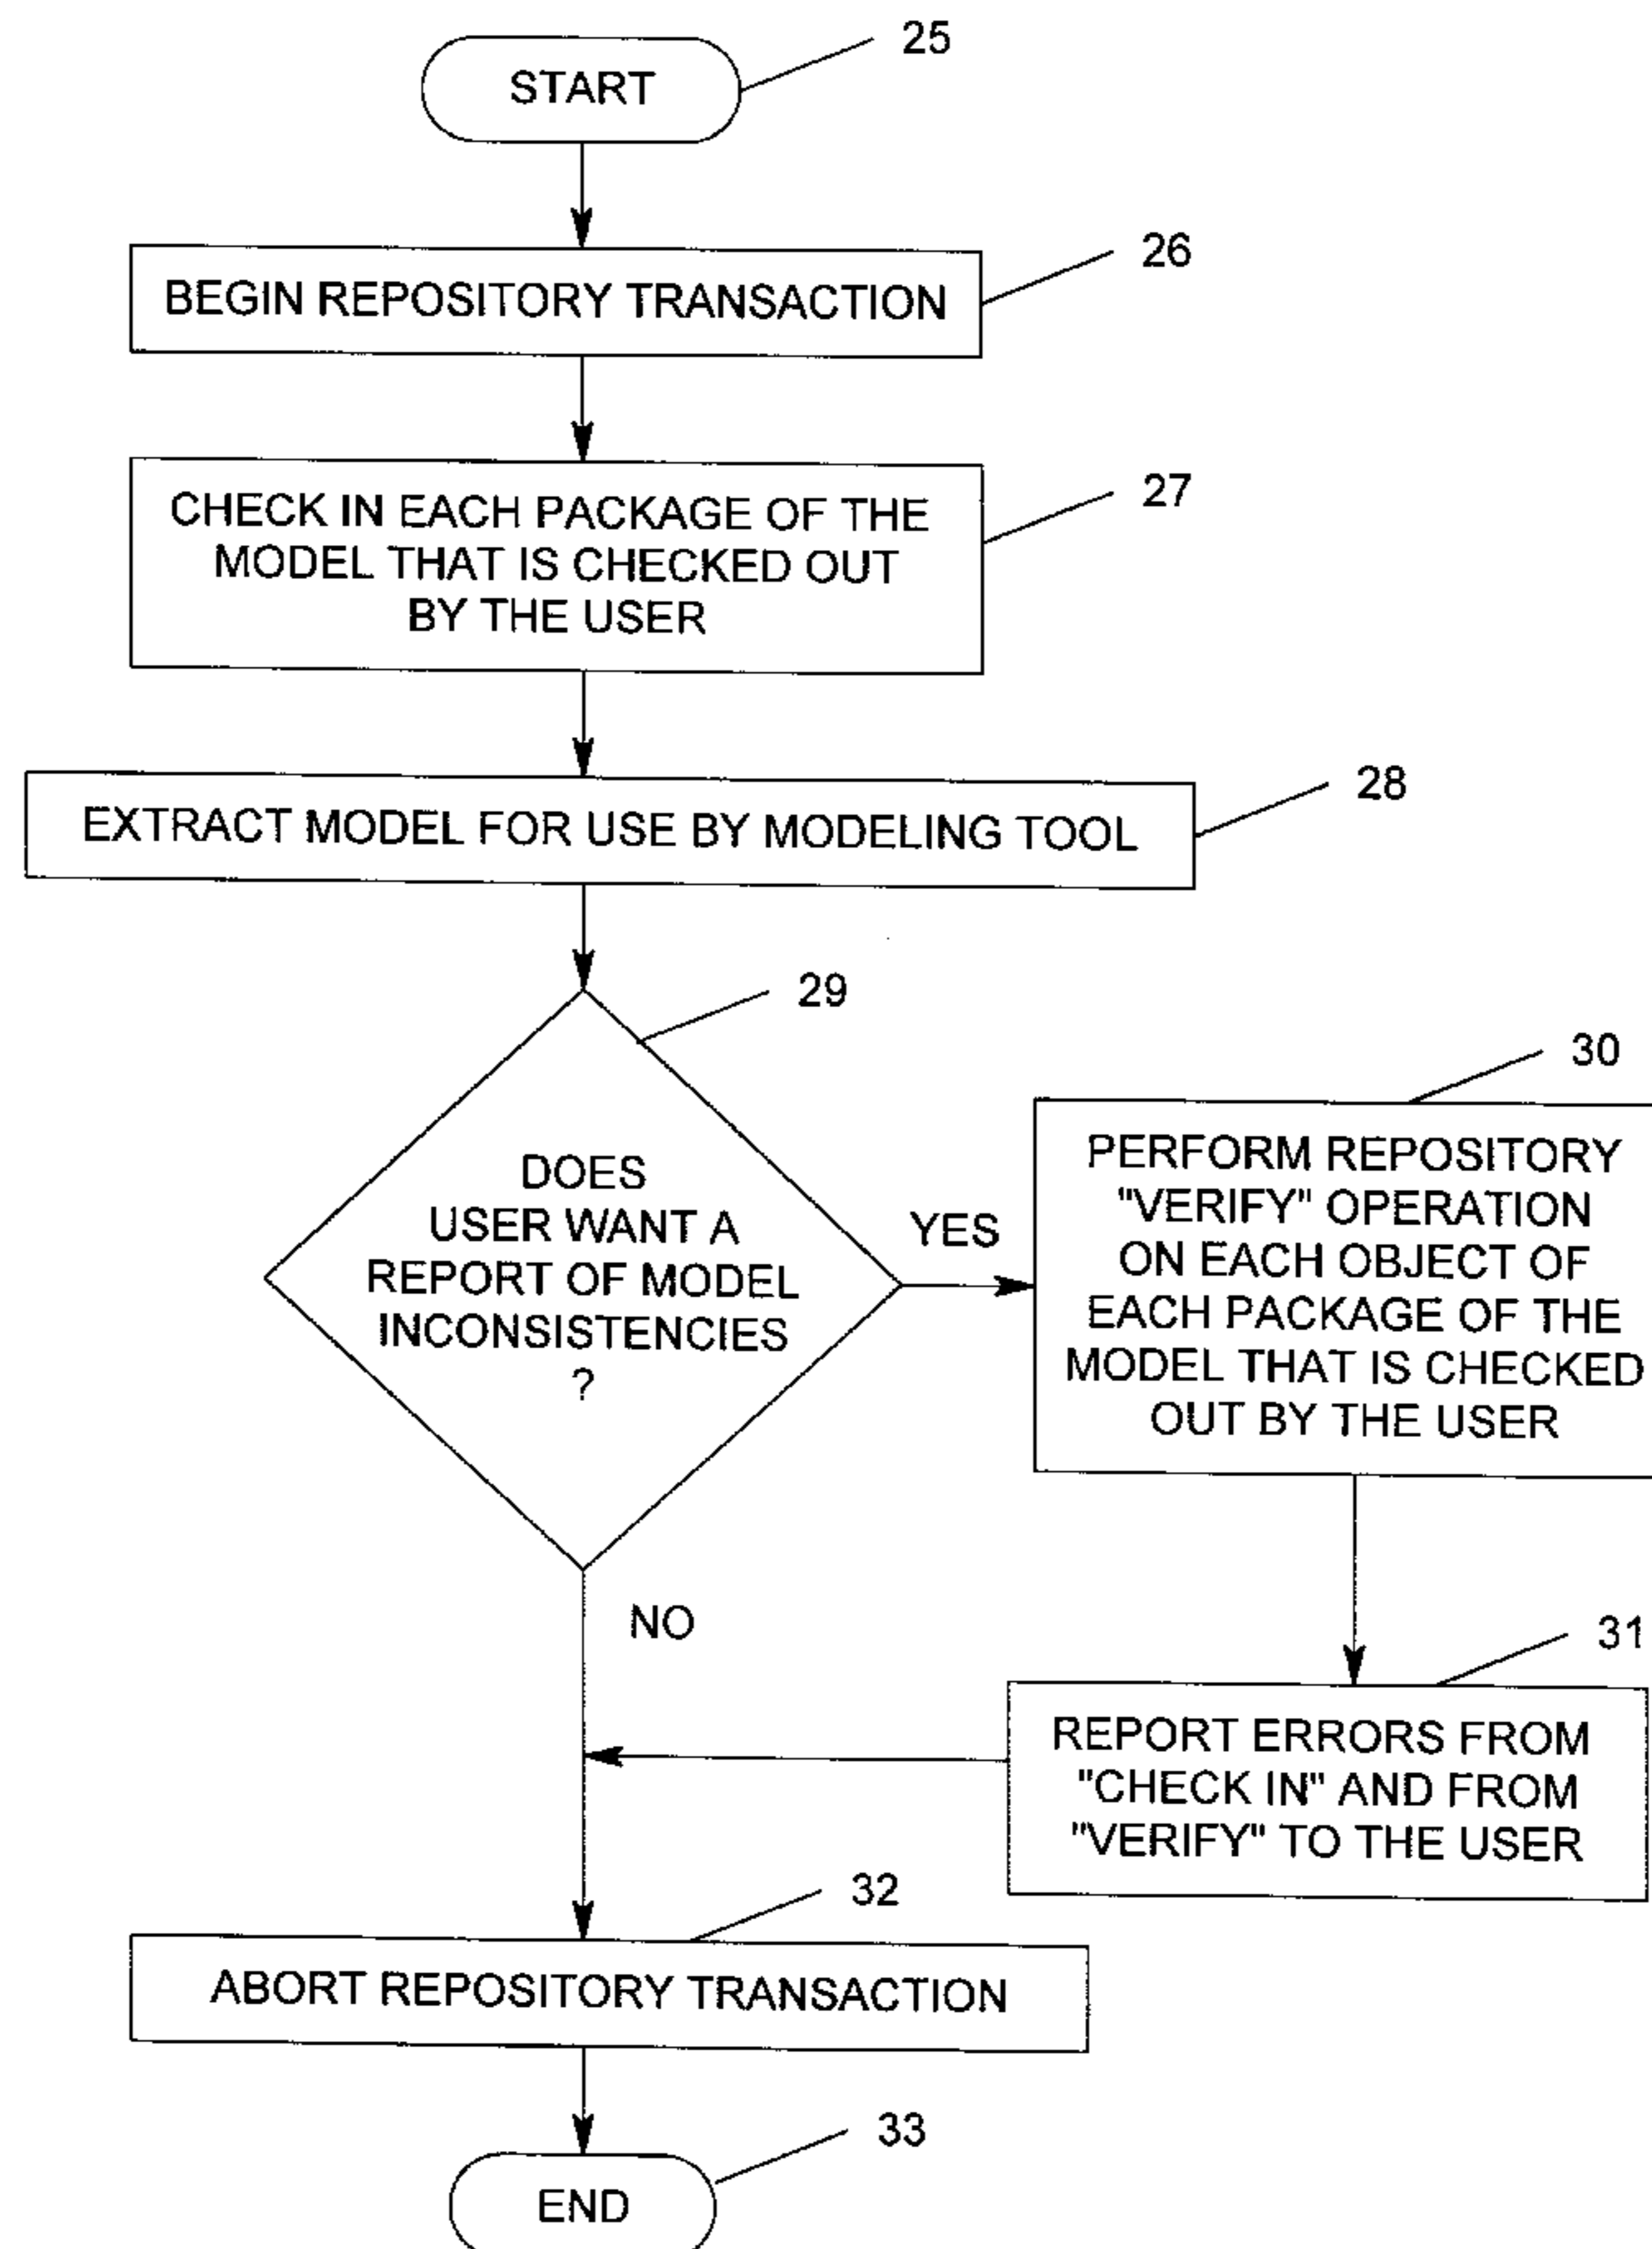 25
START
26
BEGIN REPOSITORY TRANSACTION
27
CHECK IN EACH PACKAGE OF THE
MODEL THAT IS CHECKED OUT
BY THE USER
28
EXTRACT MODEL FOR USE BY MODELING TOOL
29
DOES
USER WANT A
REPORT OF MODEL
INCONSISTENCIES
?
YES
30
PERFORM REPOSITORY
"VERIFY" OPERATION
ON EACH OBJECT OF
EACH PACKAGE OF THE
MODEL THAT IS CHECKED
OUT BY THE USER
NO
31
REPORT ERRORS FROM
"CHECK IN" AND FROM
"VERIFY" TO THE USER
32
ABORT REPOSITORY TRANSACTION
33
END